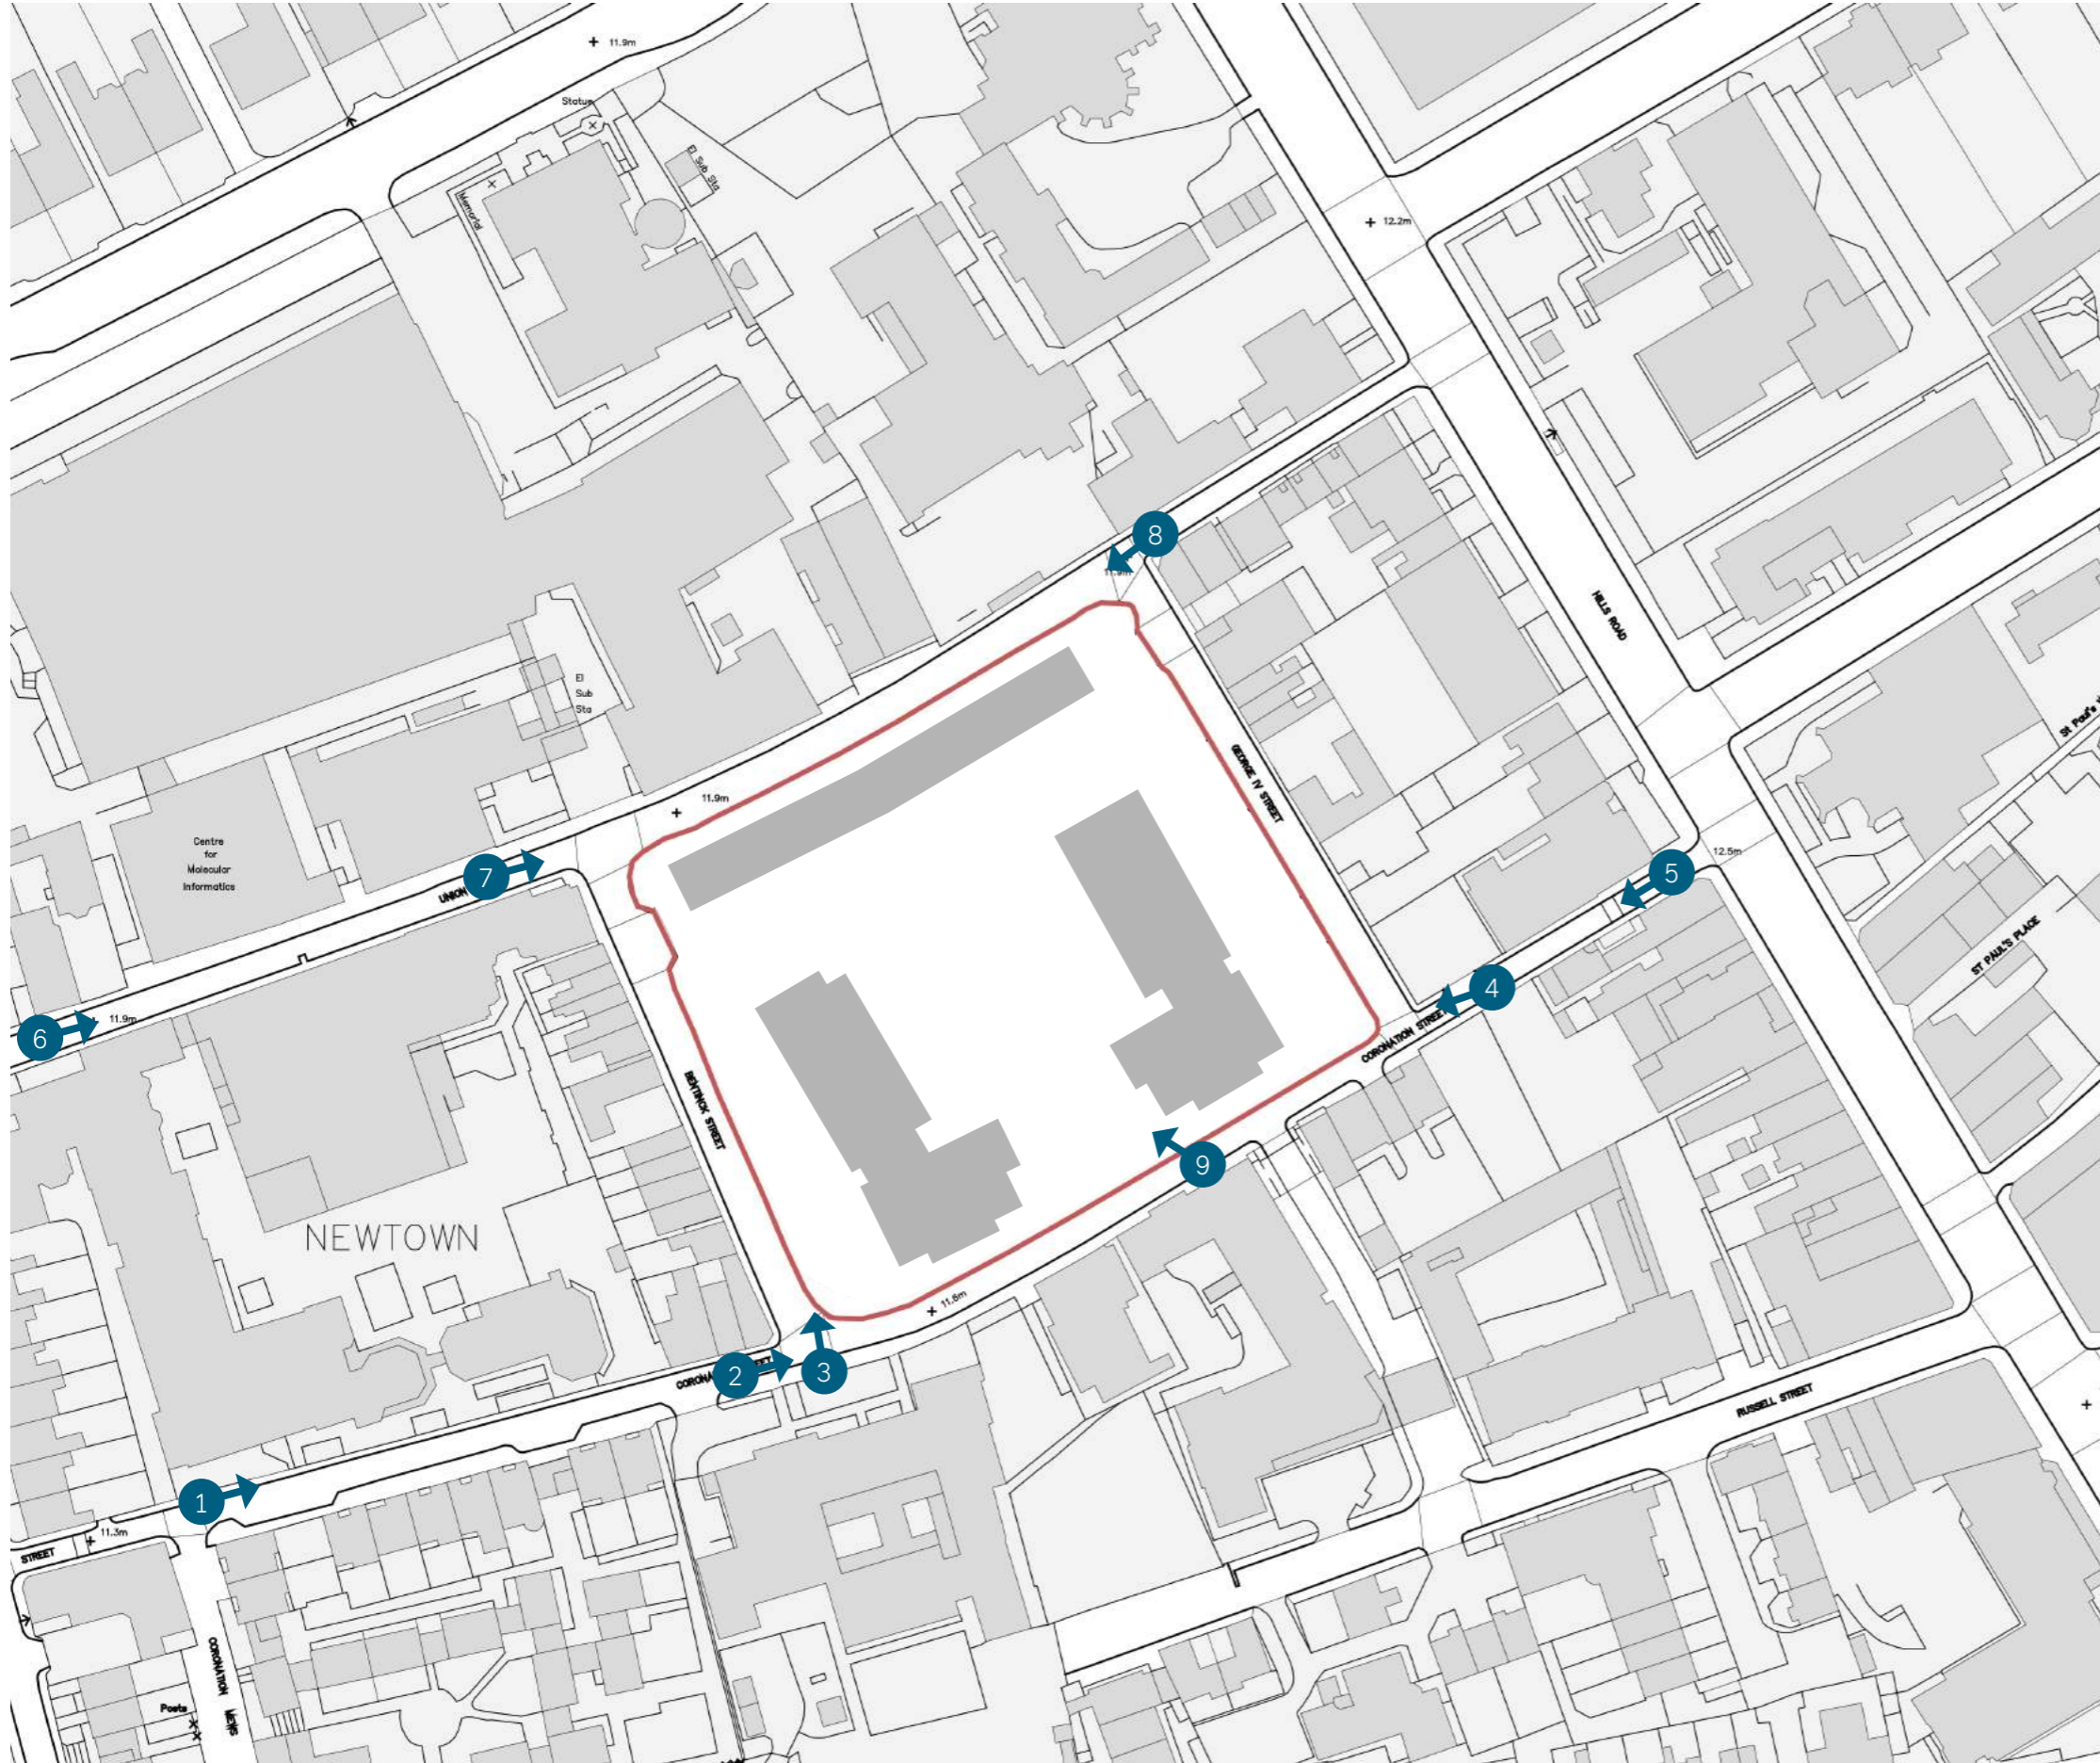 11.9m
Statue
El Sub Sta
Memorial
12.2m
8
HILLS ROAD
El
Sub
Sta
St Paul's
GEORGE IV STREET
11.9m
Centre
for
Molecular
Informatics
12.5m
7
5
UNION
ST PAUL'S PLACE
4
6
11.9m
CORONATION STREET
BENTINCK STREET
9
NEWTOWN
11.6m
2
3
RUSSELL STREET
1
11.3m
STREET
CORONATION MEWS
Posts